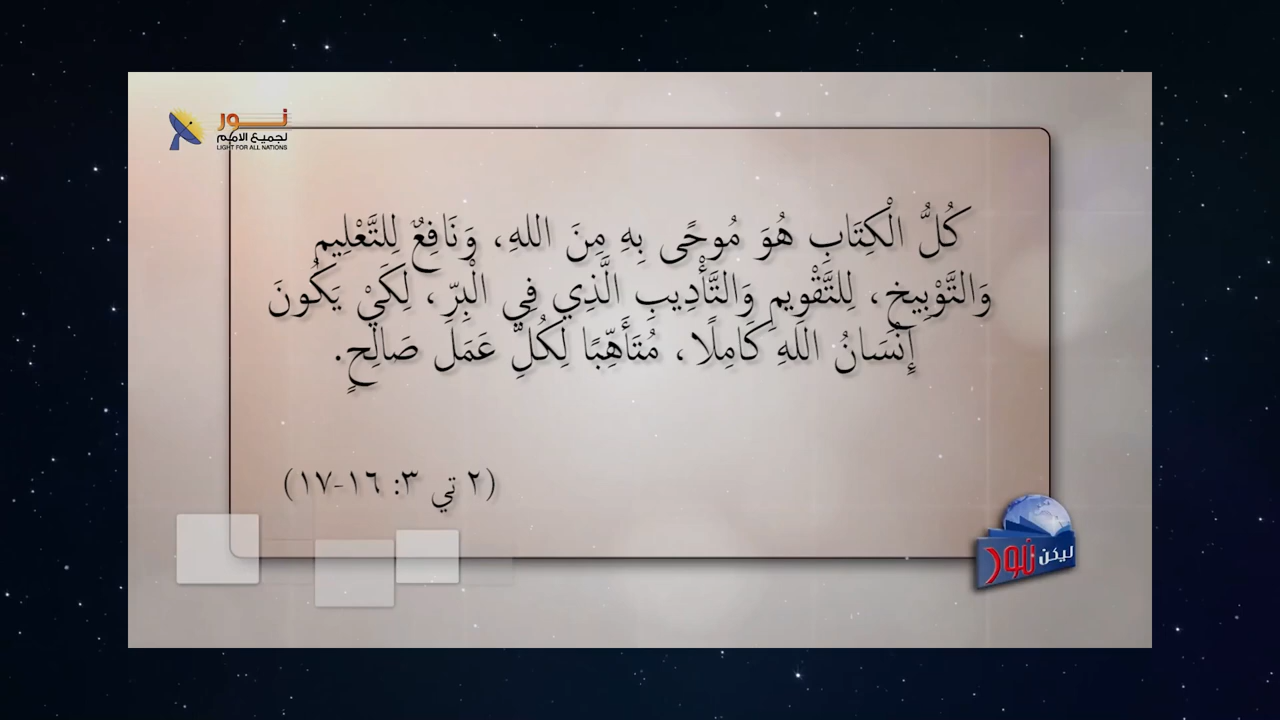 نور
لجميع الامم
LIGHT FOR ALL NATIONS
كُلُّ الْكِتَابِ هُوَ مُوحًى بِهِ مِنَ اللهِ، وَنَافِعٌ لِلتَّعْلِيمِ
وَالتَّوْبِيخِ، لِلتَّقْوِيمِ وَالتَّأْدِيبِ الَّذِي فِي الْبِرِّ، لِكَيْ يَكُونَ
إِنْسَانُ اللهِ كَامِلًا، مُتَأَهِّبًا لِكُلِّ عَمَل صَالِحٍ.
(٢ تي ٣: ١٦-١٧)
ليكن نور